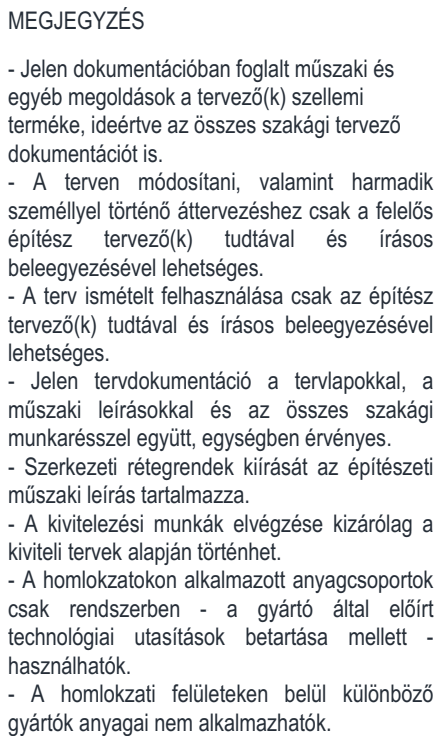 MEGJEGYZÉS
- Jelen dokumentációban foglalt műszaki és
egyéb megoldások a tervező(k) szellemi
terméke, ideértve az összes szakági tervező
dokumentációt is.
- A terven módosítani, valamint harmadik
személlyel történő áttervezéshez csak a felelős
építész tervező(k) tudtával és írásos
beleegyezésével lehetséges.
- A terv ismételt felhasználása csak az építész
tervező(k) tudtával és írásos beleegyezésével
lehetséges.
- Jelen tervdokumentáció a tervlapokkal, a
műszaki leírásokkal és az összes szakági
munkarésszel együtt, egységben érvényes.
- Szerkezeti rétegrendek kiírását az építészeti
műszaki leírás tartalmazza.
- A kivitelezési munkák elvégzése kizárólag a
kiviteli tervek alapján történhet.
- A homlokzatokon alkalmazott anyagcsoportok
csak rendszerben - a gyártó által előírt
technológiai utasítások betartása mellett -
használhatók.
- A homlokzati felületeken belül különböző
gyártók anyagai nem alkalmazhatók.